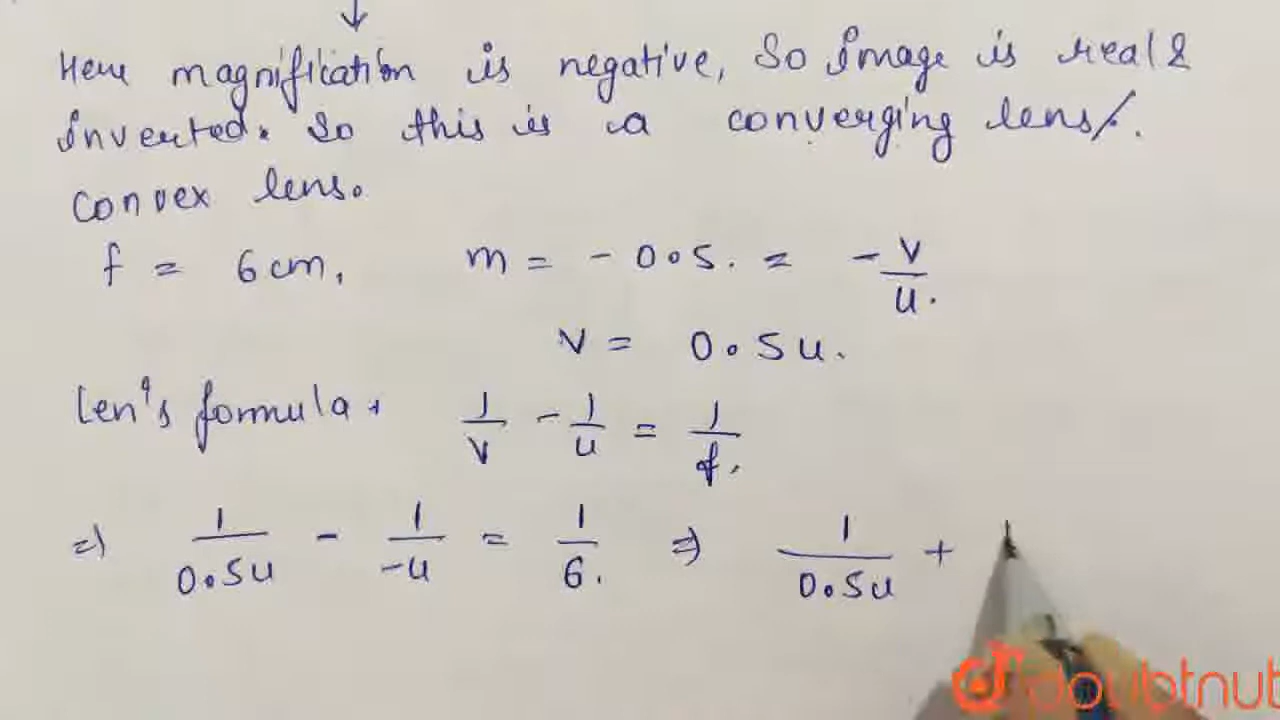 Here magnification is negative, So Image is real &
Inverted. So this is a converging lens/.
Convex lens.
f = 6 cm, m = - 0.5. = - v/u.
v = 0.5u.
Len's formula, 1/v - 1/u = 1/f.
=) 1/0.5u - 1/-u = 1/6. =) 1/0.5u + 1
doubtnut